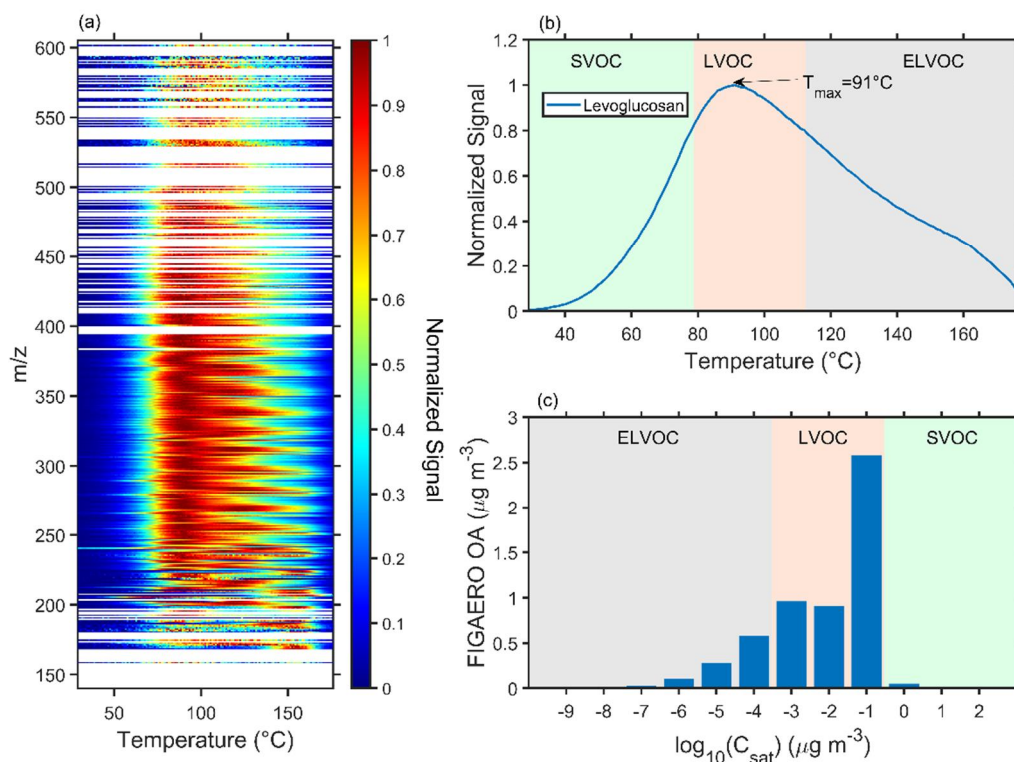 (a)
600
550
500
450
400
350
300
250
200
150
m/z
50 100 150
Temperature (°C)
1
0.9
0.8
0.7
0.6
0.5
0.4
0.3
0.2
0.1
0
Normalized Signal
(b)
1.2
1
0.8
0.6
0.4
0.2
0
Normalized Signal
SVOC LVOC ELVOC
Levoglucosan
Tmax=91°C
40 60 80 100 120 140 160
Temperature (°C)
(c)
3
2.5
2
1.5
1
0.5
0
FIGAERO OA (μg m-3)
ELVOC LVOC SVOC
-9 -8 -7 -6 -5 -4 -3 -2 -1 0 1 2
log10(Csat) (μg m-3)